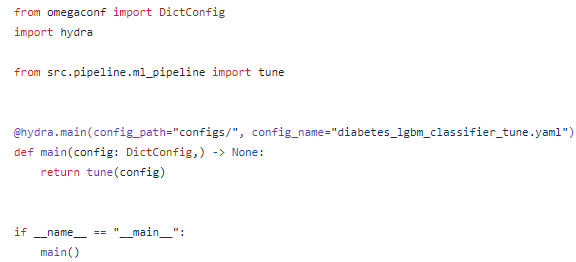 from omegaconf import DictConfig
import hydra
from src.pipeline.ml_pipeline import tune
@hydra.main(config_path="configs/", config_name="diabetes_lgbm_classifier_tune.yaml")
def main(config: DictConfig,) -> None:
    return tune(config)
if __name__ == "__main__":
    main()